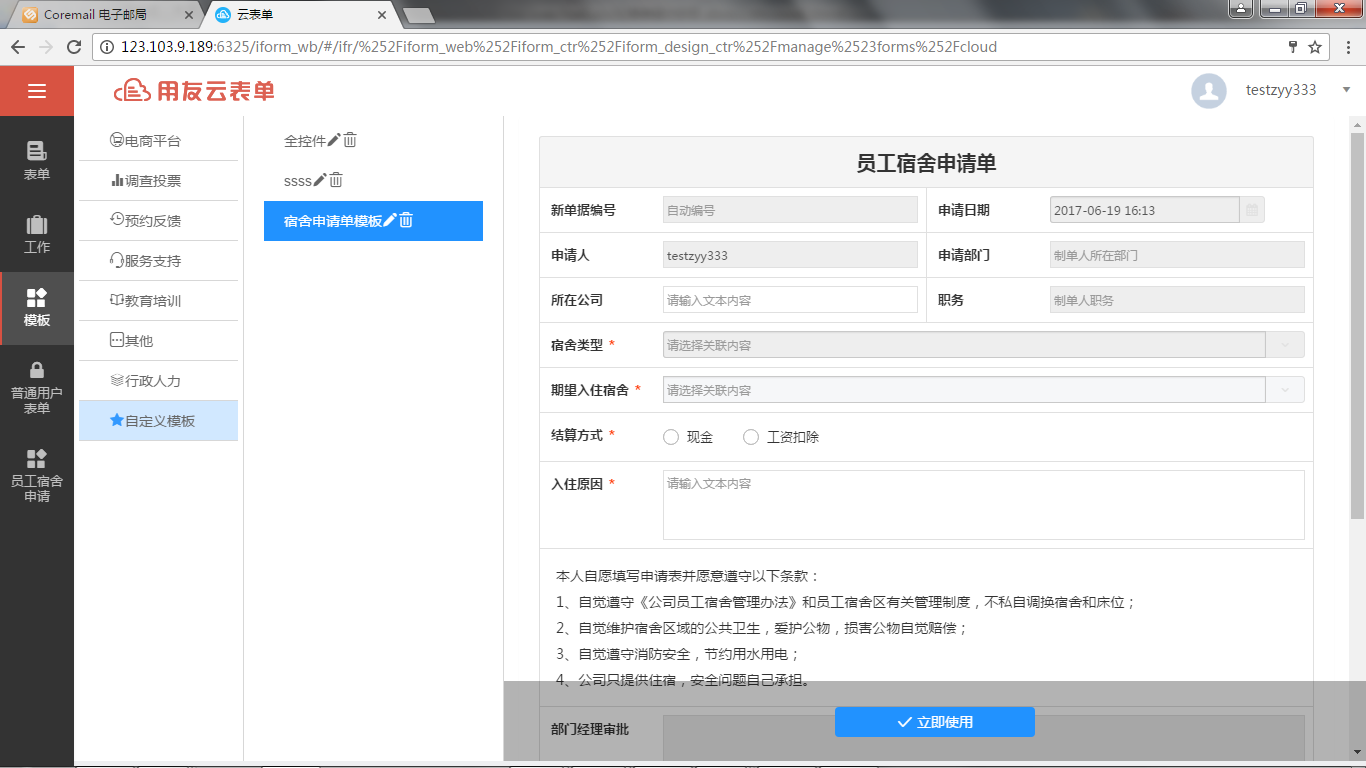 Coremail 电子邮局
云表单
123.103.9.189:6325/iform_wb/#/ifr/%252Fiform_web%252Fiform_ctr%252Fiform_design_ctr%252Fmanage%2523forms%252Fcloud
用友云表单
testzyy333
表单
工作
模板
普通用户
表单
员工宿舍
申请
电商平台
调查投票
预约反馈
服务支持
教育培训
其他
行政人力
自定义模板
全控件
ssss
宿舍申请单模板
员工宿舍申请单
新单据编号 自动编号 申请日期 2017-06-19 16:13
申请人 testzyy333 申请部门 制单人所在部门
所在公司 请输入文本内容 职务 制单人职务
宿舍类型 * 请选择关联内容
期望入住宿舍 * 请选择关联内容
结算方式 * 现金 工资扣除
入住原因 * 请输入文本内容
本人自愿填写申请表并愿意遵守以下条款：
1、自觉遵守《公司员工宿舍管理办法》和员工宿舍区有关管理制度，不私自调换宿舍和床位；
2、自觉维护宿舍区域的公共卫生，爱护公物，损害公物自觉赔偿；
3、自觉遵守消防安全，节约用水用电；
4、公司只提供住宿，安全问题自己承担。
部门经理审批
立即使用